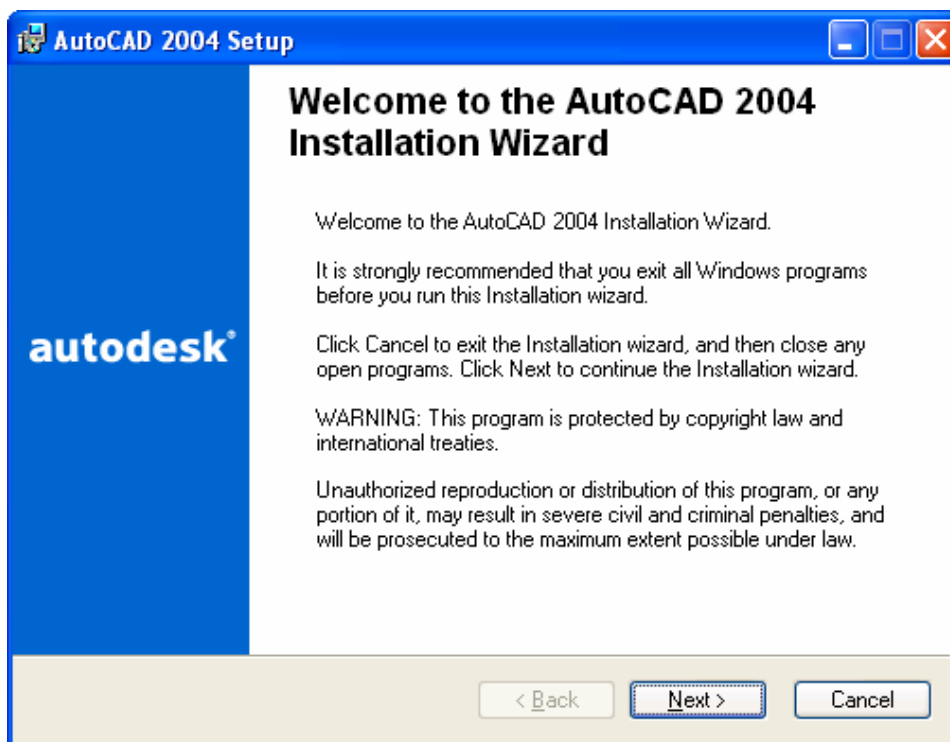 AutoCAD 2004 Setup
Welcome to the AutoCAD 2004
Installation Wizard
Welcome to the AutoCAD 2004 Installation Wizard.
It is strongly recommended that you exit all Windows programs
before you run this Installation wizard.
Click Cancel to exit the Installation wizard, and then close any
open programs. Click Next to continue the Installation wizard.
WARNING: This program is protected by copyright law and
international treaties.
Unauthorized reproduction or distribution of this program, or any
portion of it, may result in severe civil and criminal penalties, and
will be prosecuted to the maximum extent possible under law.
autodesk®
< Back
Next >
Cancel